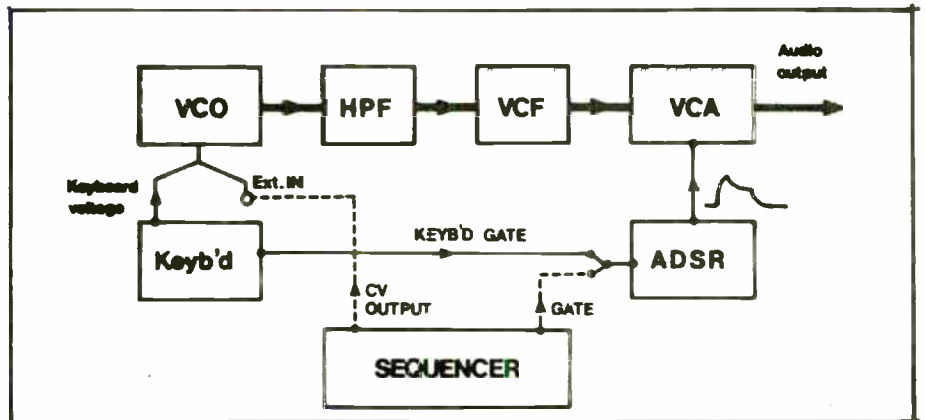 Audio
output
VCO
HPF
VCF
VCA
Ext. IN
Keyboard
voltage
KEYB'D GATE
Keyb'd
ADSR
CV
OUTPUT
GATE
SEQUENCER